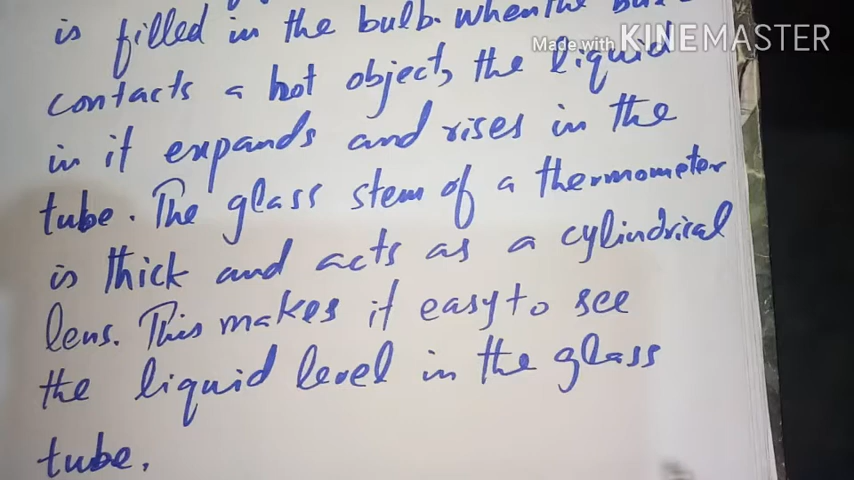 is filled in the bulb. when the
Made with KINEMASTER
contacts a hot object, the liquid
in it expands and rises in the
tube. The glass stem of a thermometer
is thick and acts as a cylindrical
lens. This makes it easy to see
the liquid level in the glass
tube.